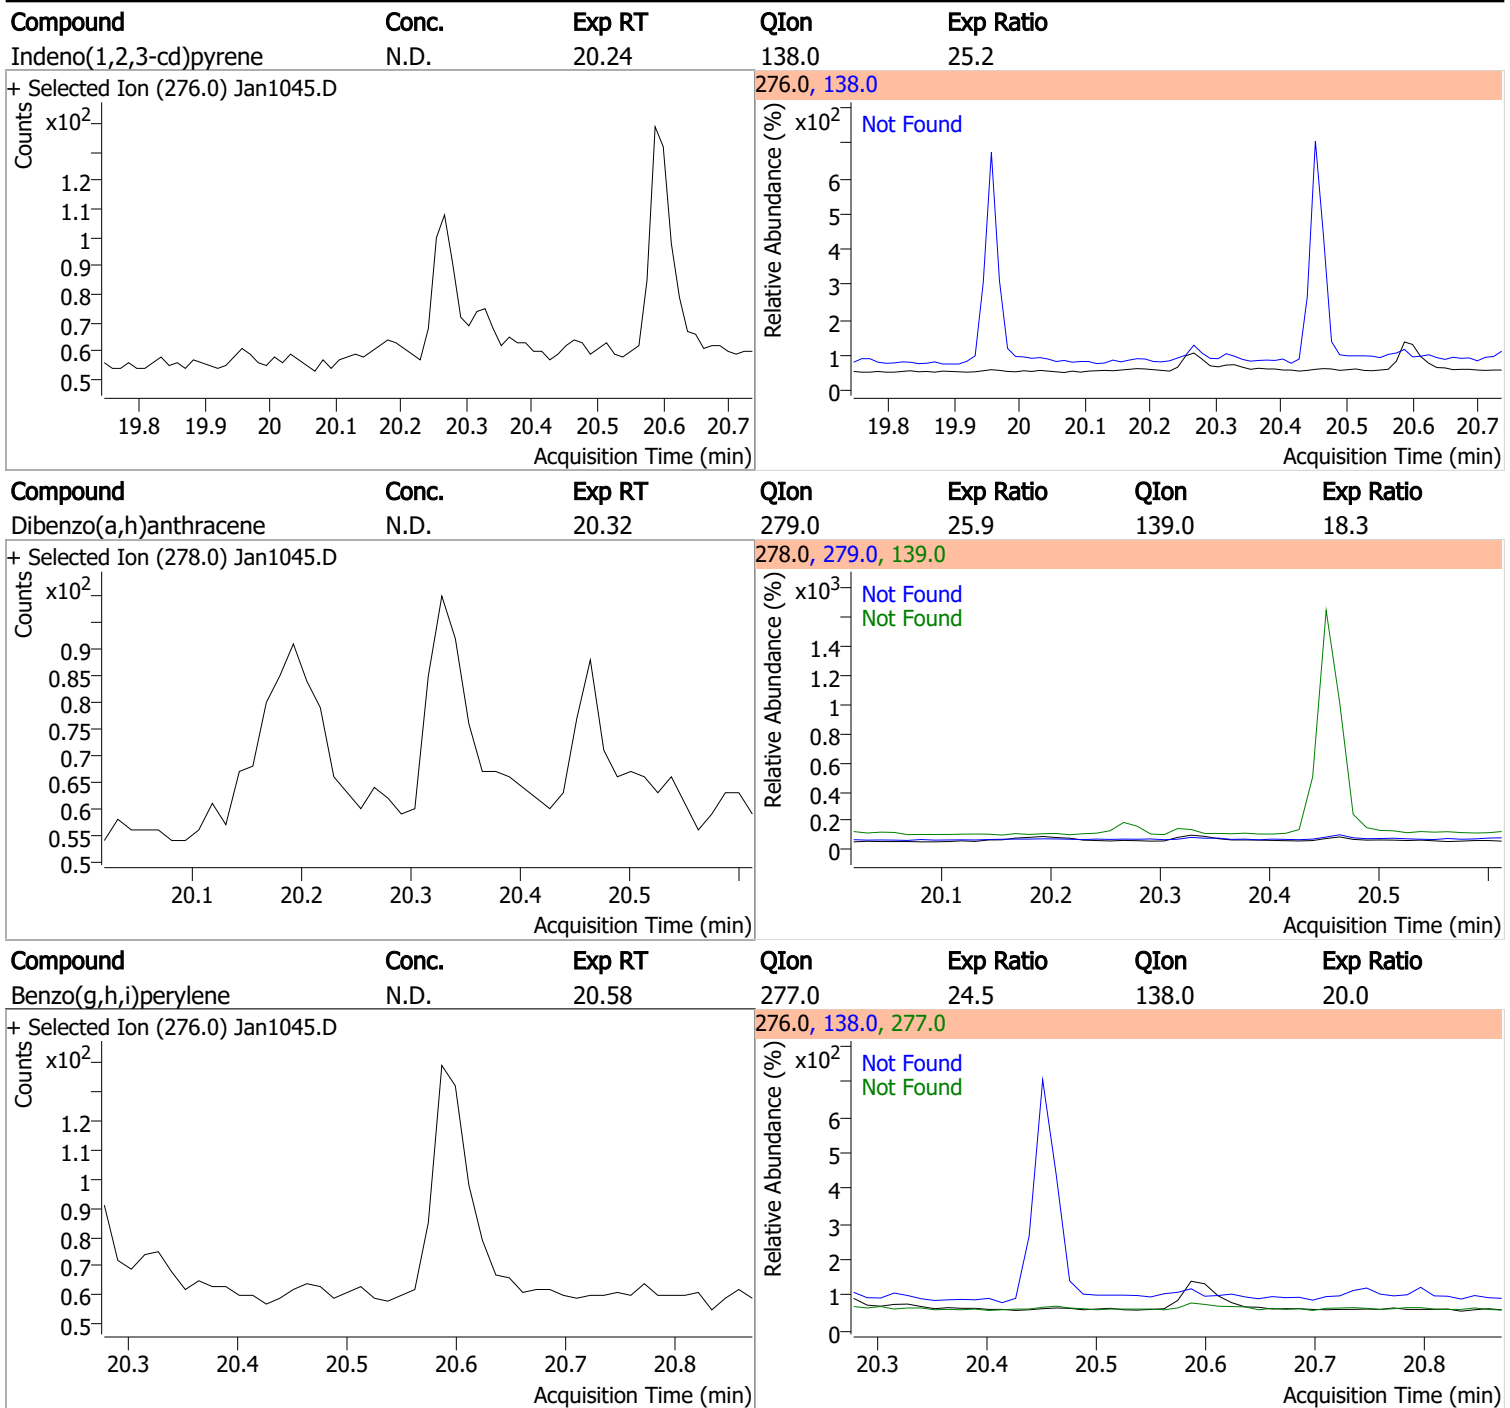 Compound Conc. Exp RT QIon Exp Ratio
Indeno(1,2,3-cd)pyrene N.D. 20.24 138.0 25.2
+ Selected Ion (276.0) Jan1045.D
Counts
x10²
1.2
1.1
1
0.9
0.8
0.7
0.6
0.5
19.8 19.9 20 20.1 20.2 20.3 20.4 20.5 20.6 20.7
Acquisition Time (min)
276.0, 138.0
Relative Abundance (%)
x10²
Not Found
6
5
4
3
2
1
0
19.8 19.9 20 20.1 20.2 20.3 20.4 20.5 20.6 20.7
Acquisition Time (min)
Compound Conc. Exp RT QIon Exp Ratio QIon Exp Ratio
Dibenzo(a,h)anthracene N.D. 20.32 279.0 25.9 139.0 18.3
+ Selected Ion (278.0) Jan1045.D
Counts
x10²
0.9
0.85
0.8
0.75
0.7
0.65
0.6
0.55
0.5
20.1 20.2 20.3 20.4 20.5
Acquisition Time (min)
278.0, 279.0, 139.0
Relative Abundance (%)
x10³
Not Found
Not Found
1.4
1.2
1
0.8
0.6
0.4
0.2
0
20.1 20.2 20.3 20.4 20.5
Acquisition Time (min)
Compound Conc. Exp RT QIon Exp Ratio QIon Exp Ratio
Benzo(g,h,i)perylene N.D. 20.58 277.0 24.5 138.0 20.0
+ Selected Ion (276.0) Jan1045.D
Counts
x10²
1.2
1.1
1
0.9
0.8
0.7
0.6
0.5
20.3 20.4 20.5 20.6 20.7 20.8
Acquisition Time (min)
276.0, 138.0, 277.0
Relative Abundance (%)
x10²
Not Found
Not Found
6
5
4
3
2
1
0
20.3 20.4 20.5 20.6 20.7 20.8
Acquisition Time (min)